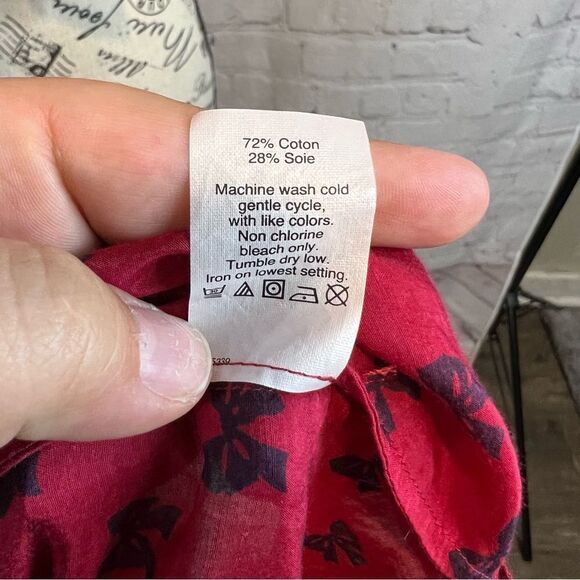 72% Coton
28% Soie
Machine wash cold
gentle cycle,
with like colors.
Non chlorine
bleach only.
Tumble dry low.
Iron on lowest setting.